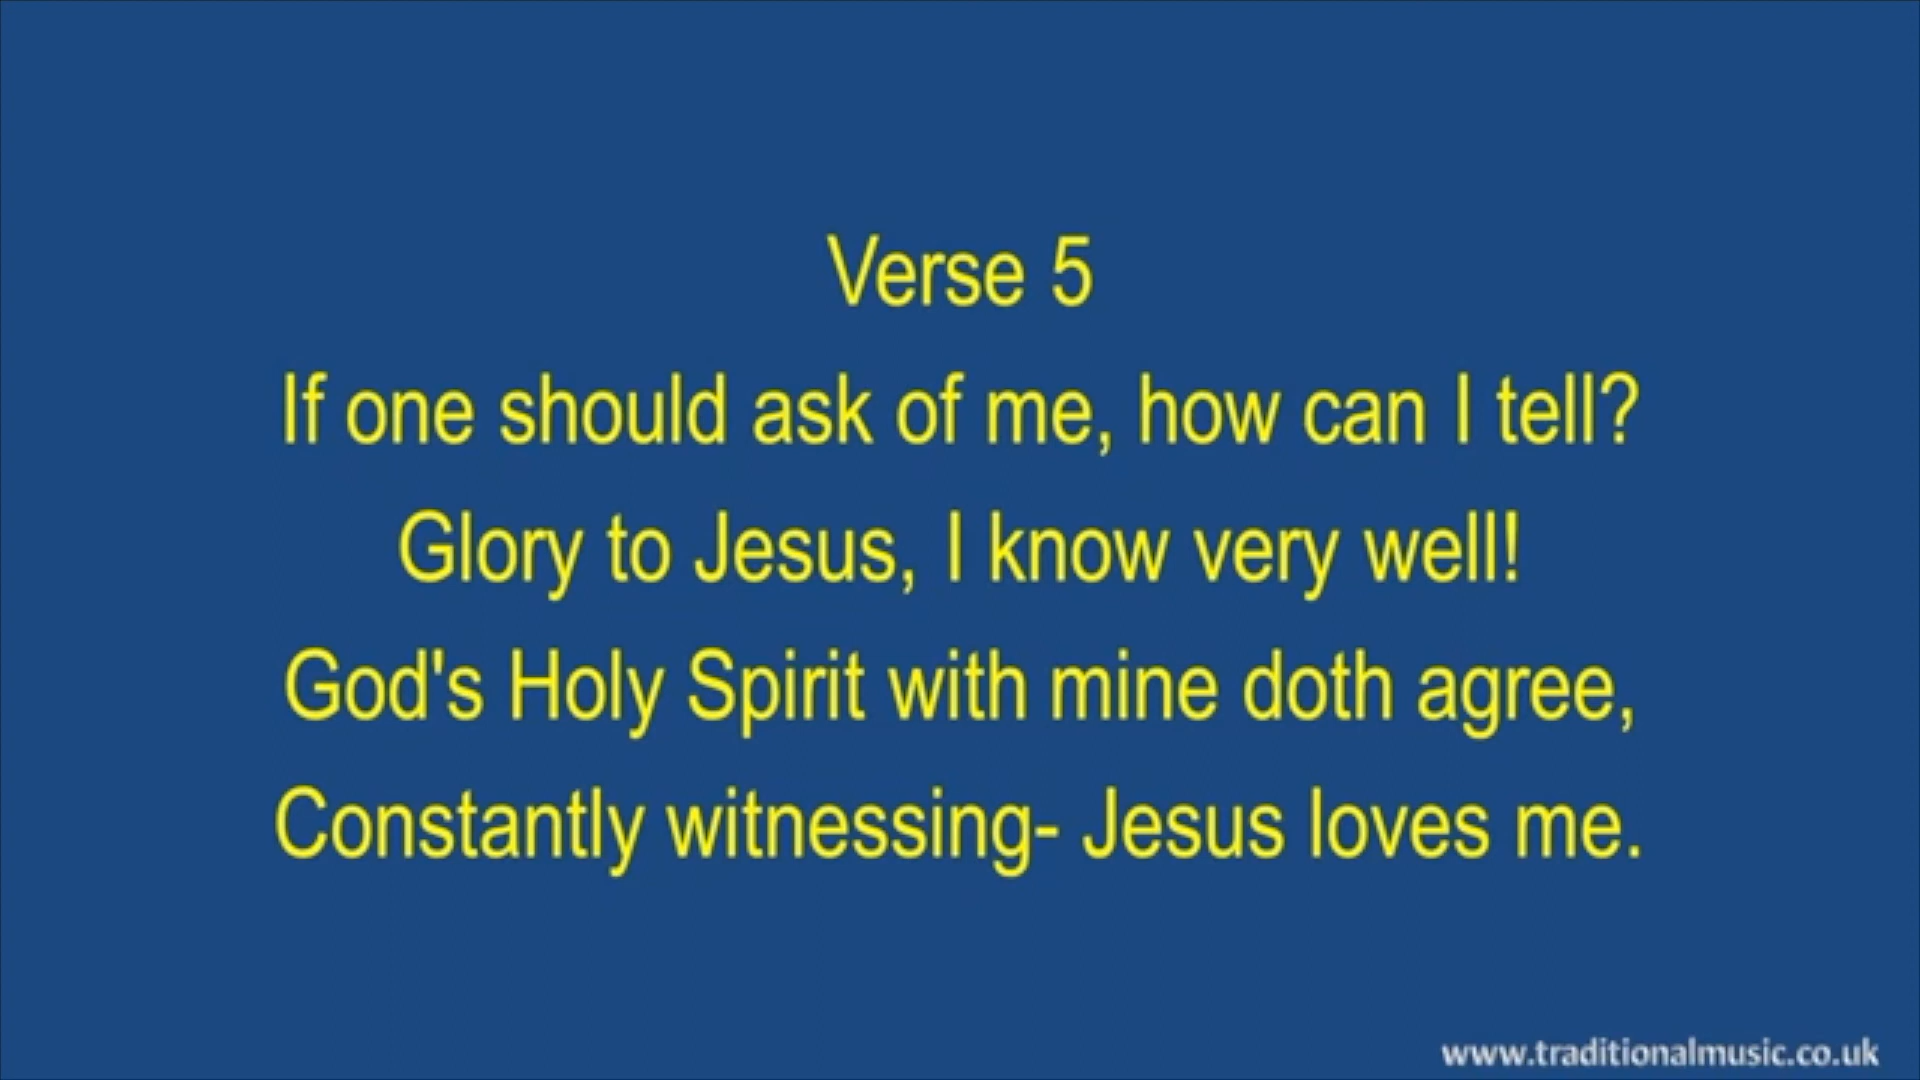 Verse 5
If one should ask of me, how can I tell?
Glory to Jesus, I know very well!
God's Holy Spirit with mine doth agree,
Constantly witnessing- Jesus loves me.
www.traditionalmusic.co.uk